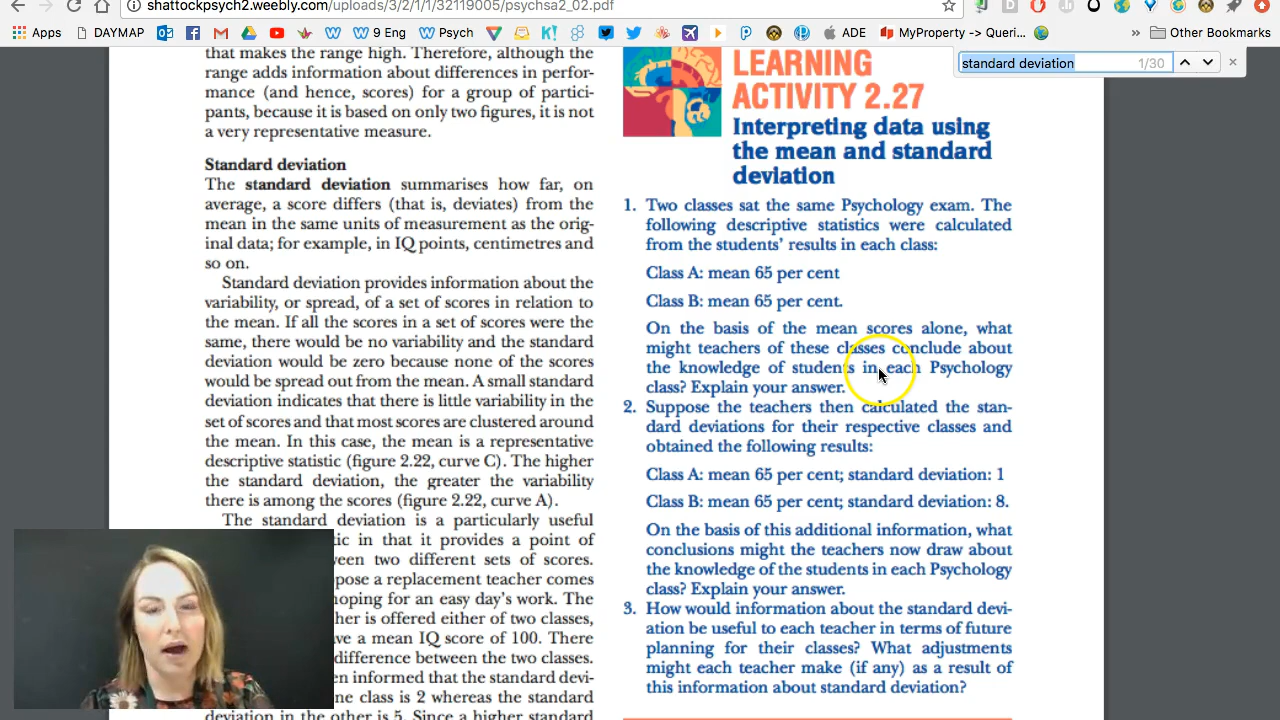 shattockpsych2.weebly.com/uploads/3/2/1/1/32119005/psychsa2_02.pdf
Apps DAYMAP 9 Eng Psych ADE MyProperty -> Queri... » Other Bookmarks
standard deviation 1/30
that makes the range high. Therefore, although the
range adds information about differences in perfor-
mance (and hence, scores) for a group of partici-
pants, because it is based on only two figures, it is not
a very representative measure.
Standard deviation
The standard deviation summarises how far, on
average, a score differs (that is, deviates) from the
mean in the same units of measurement as the orig-
inal data; for example, in IQ points, centimetres and
so on.
Standard deviation provides information about the
variability, or spread, of a set of scores in relation to
the mean. If all the scores in a set of scores were the
same, there would be no variability and the standard
deviation would be zero because none of the scores
would be spread out from the mean. A small standard
deviation indicates that there is little variability in the
set of scores and that most scores are clustered around
the mean. In this case, the mean is a representative
descriptive statistic (figure 2.22, curve C). The higher
the standard deviation, the greater the variability
there is among the scores (figure 2.22, curve A).
The standard deviation is a particularly useful
tic in that it provides a point of
ween two different sets of scores.
pose a replacement teacher comes
hoping for an easy day's work. The
her is offered either of two classes,
ve a mean IQ score of 100. There
difference between the two classes.
en informed that the standard devi-
ne class is 2 whereas the standard
deviation in the other is 5. Since a higher standard
LEARNING
ACTIVITY 2.27
Interpreting data using
the mean and standard
deviation
1. Two classes sat the same Psychology exam. The
following descriptive statistics were calculated
from the students' results in each class:
Class A: mean 65 per cent
Class B: mean 65 per cent.
On the basis of the mean scores alone, what
might teachers of these classes conclude about
the knowledge of students in each Psychology
class? Explain your answer.
2. Suppose the teachers then calculated the stan-
dard deviations for their respective classes and
obtained the following results:
Class A: mean 65 per cent; standard deviation: 1
Class B: mean 65 per cent; standard deviation: 8.
On the basis of this additional information, what
conclusions might the teachers now draw about
the knowledge of the students in each Psychology
class? Explain your answer.
3. How would information about the standard devi-
ation be useful to each teacher in terms of future
planning for their classes? What adjustments
might each teacher make (if any) as a result of
this information about standard deviation?